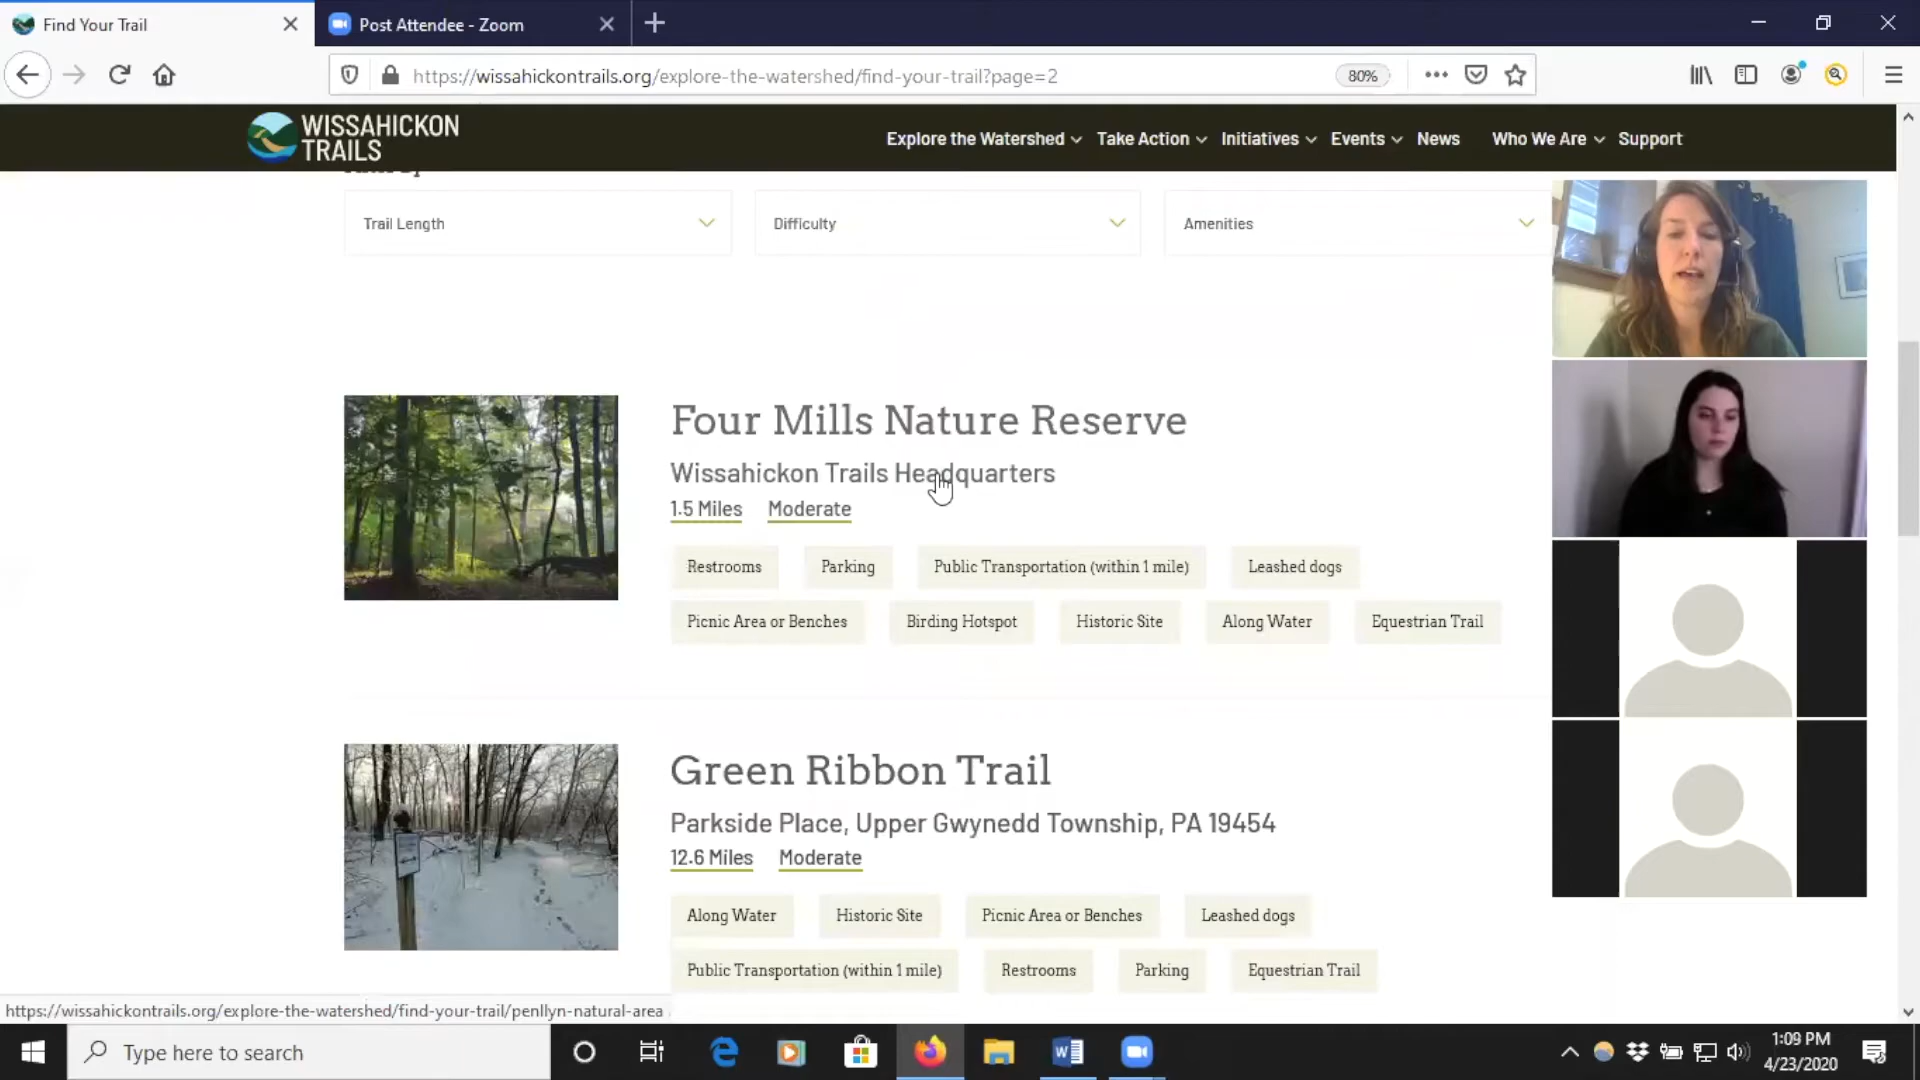 Find Your Trail
Post Attendee - Zoom
https://wissahickontrails.org/explore-the-watershed/find-your-trail?page=2
80%
WISSAHICKON
TRAILS
Explore the Watershed
Take Action
Initiatives
Events
News
Who We Are
Support
Trail Length
Difficulty
Amenities
Four Mills Nature Reserve
Wissahickon Trails Headquarters
1.5 Miles
Moderate
Restrooms
Parking
Public Transportation (within 1 mile)
Leashed dogs
Picnic Area or Benches
Birding Hotspot
Historic Site
Along Water
Equestrian Trail
Green Ribbon Trail
Parkside Place, Upper Gwynedd Township, PA 19454
12.6 Miles
Moderate
Along Water
Historic Site
Picnic Area or Benches
Leashed dogs
Public Transportation (within 1 mile)
Restrooms
Parking
Equestrian Trail
https://wissahickontrails.org/explore-the-watershed/find-your-trail/penllyn-natural-area
Type here to search
1:09 PM
4/23/2020